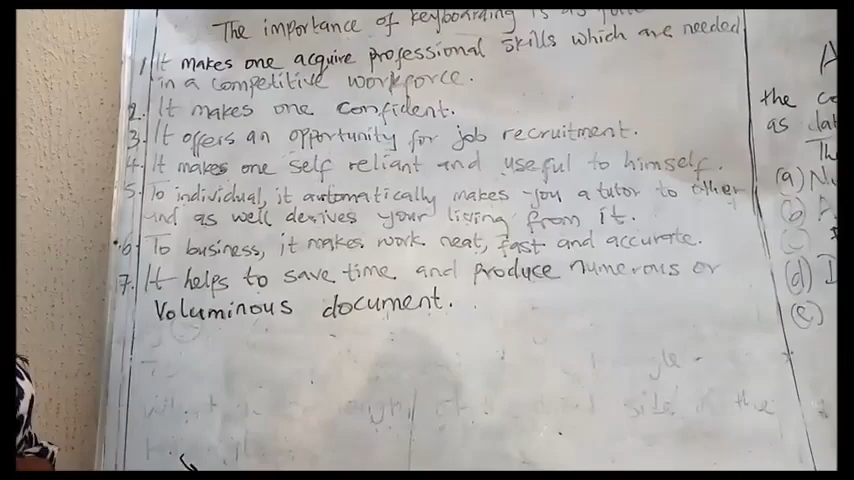 The importance of keyboarding is as
1. It makes one acquire professional skills which are needed
in a competitive workforce.
2. It makes one confident.
3. It offers an opportunity for job recruitment.
4. It makes one self reliant and useful to himself.
5. To individual, it automatically makes you a tutor to other
and as well derives your living from it.
6. To business, it makes work neat, fast and accurate.
7. It helps to save time and produce numerous or
Voluminous document.
A
the
as
(a)
(b)
(c)
(d) I
(e)
side
the